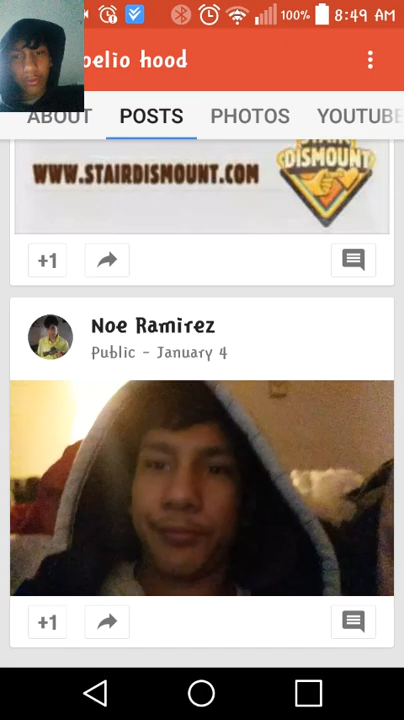 100% 8:49 AM
oelio hood
ABOUT POSTS PHOTOS YOUTUBE
WWW.STAIRDISMOUNT.COM
STAIR
DISMOUNT
+1
Noe Ramirez
Public - January 4
+1